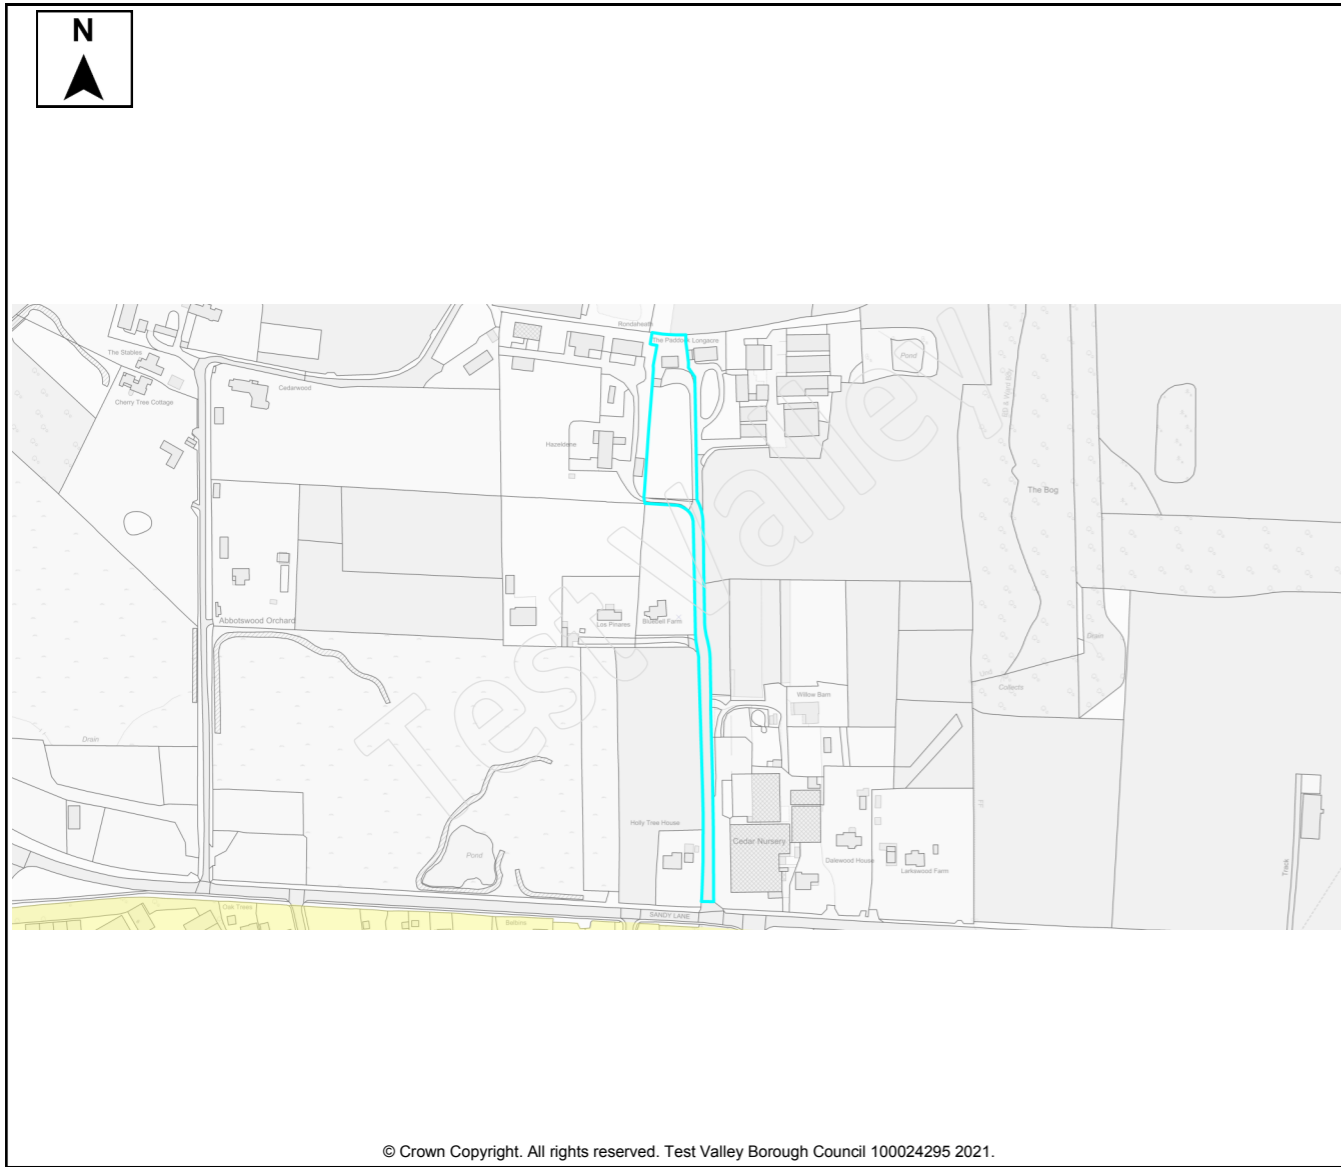 N
Rondaheath
The Paddock Longacre
The Stables
Pond
Cedarwood
Cherry Tree Cottage
Hazeldene
The Bog
Los Pinares
Bluebell Farm
Abbotswood Orchard
Drain
Collects
Willow Barn
Drain
Holly Tree House
Cedar Nursery
Pond
Dalewood House
Larkswood Farm
Track
Oak Trees
SANDY LANE
Belbins
Test Valley
© Crown Copyright. All rights reserved. Test Valley Borough Council 100024295 2021.